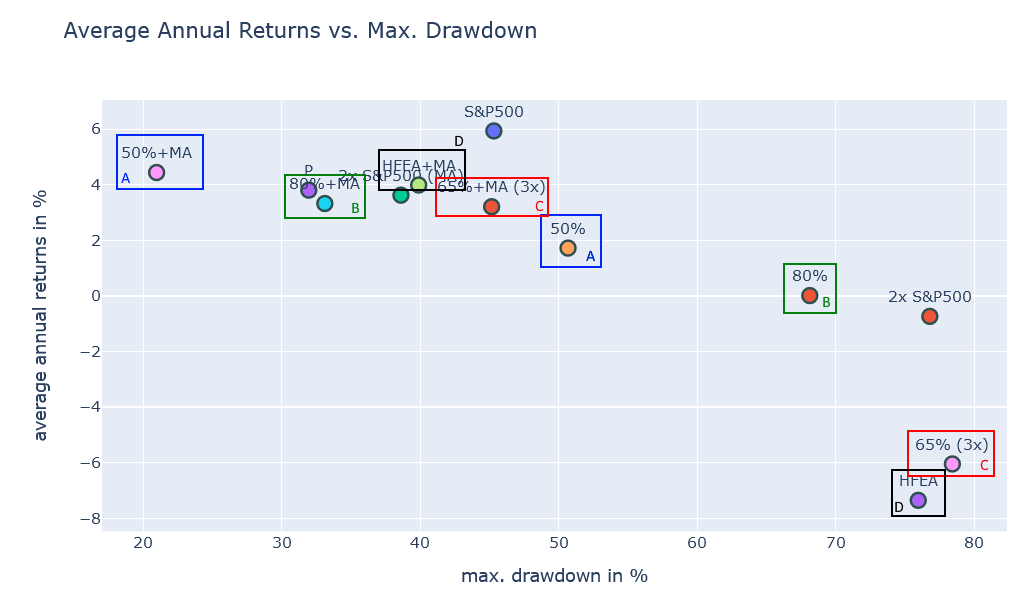 Average Annual Returns vs. Max. Drawdown
S&P500
D
6
50%+MA
A
P
HFEA+MA
2x S&P500 (MA)
80%+MA
B
65%+MA (3x)
C
4
50%
A
2
80%
B
2x S&P500
0
−2
−4
65% (3x)
C
−6
HFEA
D
−8
average annual returns in %
20
30
40
50
60
70
80
max. drawdown in %